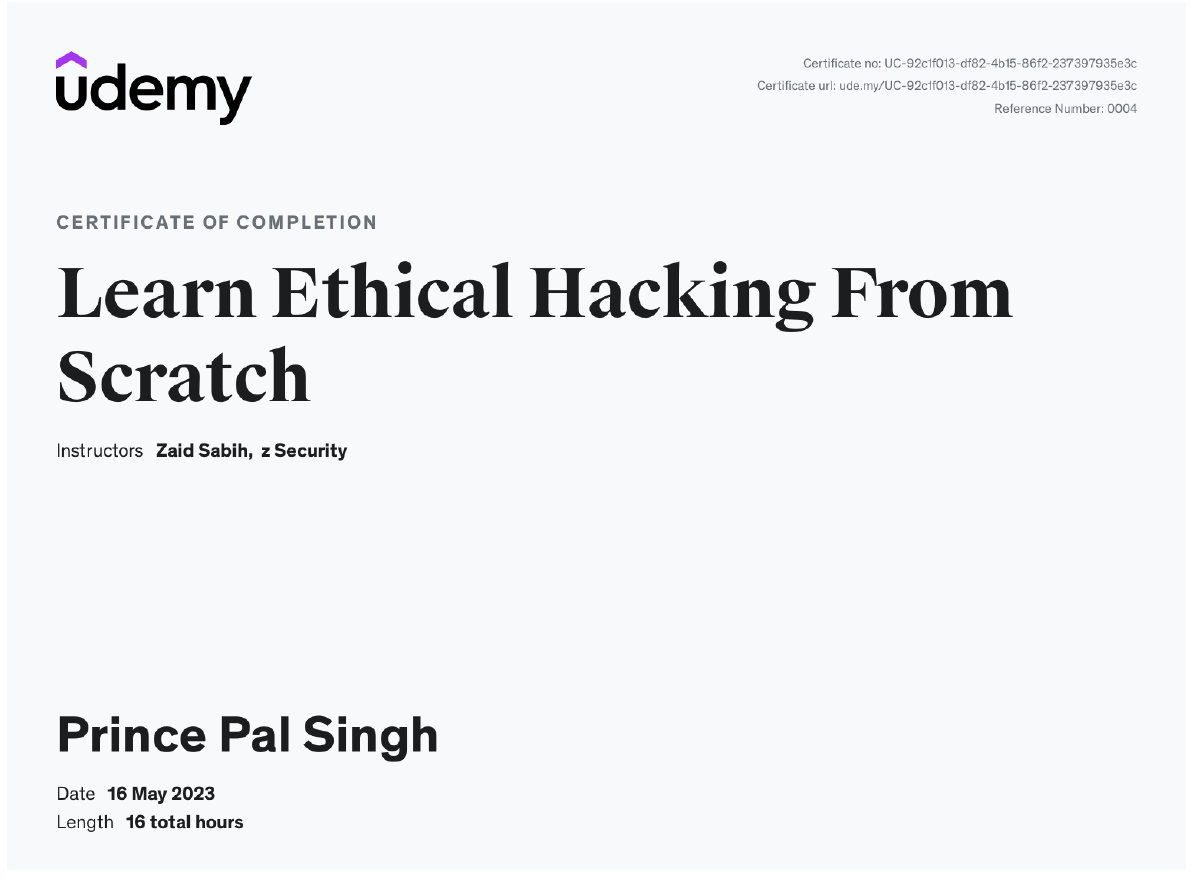 udemy
Certificate no: UC-92c1f013-df82-4b15-86f2-237397935e3c
Certificate url: ude.my/UC-92c1f013-df82-4b15-86f2-237397935e3c
Reference Number: 0004
CERTIFICATE OF COMPLETION
Learn Ethical Hacking From
Scratch
Instructors Zaid Sabih, z Security
Prince Pal Singh
Date 16 May 2023
Length 16 total hours